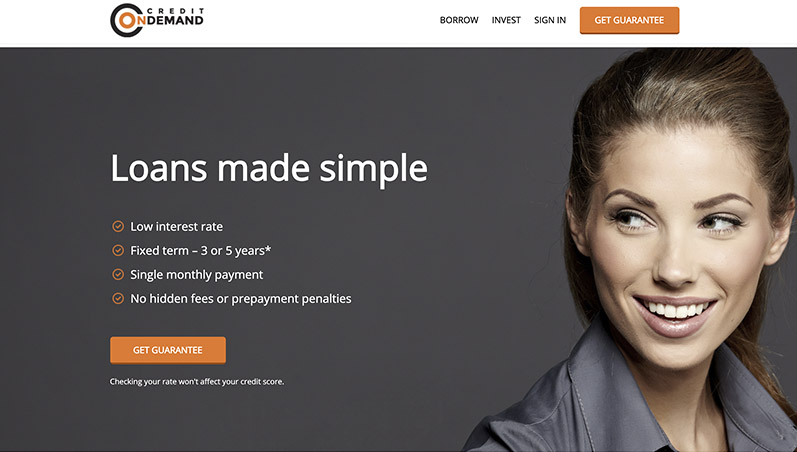 CREDIT
ONDEMAND
BORROW INVEST SIGN IN GET GUARANTEE
Loans made simple
Low interest rate
Fixed term – 3 or 5 years*
Single monthly payment
No hidden fees or prepayment penalties
GET GUARANTEE
Checking your rate won't affect your credit score.